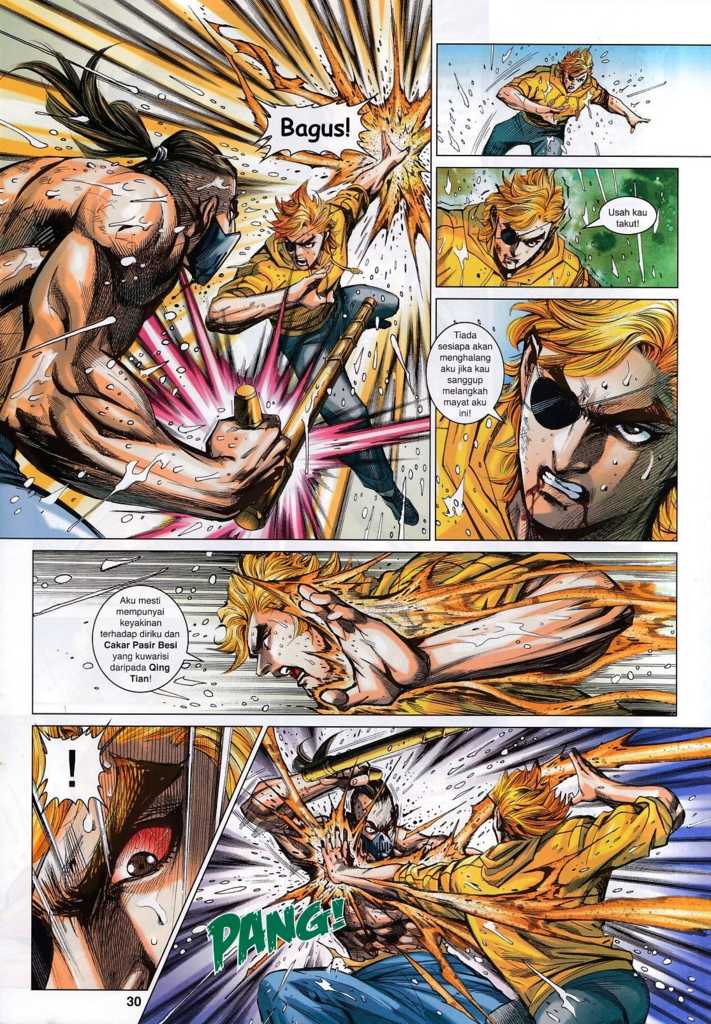 Bagus!
Usah kau
takut!
Tiada
sesiapa akan
menghalang
aku jika kau
sanggup
melangkah
mayat aku
ini!
Aku mesti
mempunyai
keyakinan
terhadap diriku dan
Cakar Pasir Besi
yang kuwarisi
daripada Qing
Tian!
!
PANG!
30